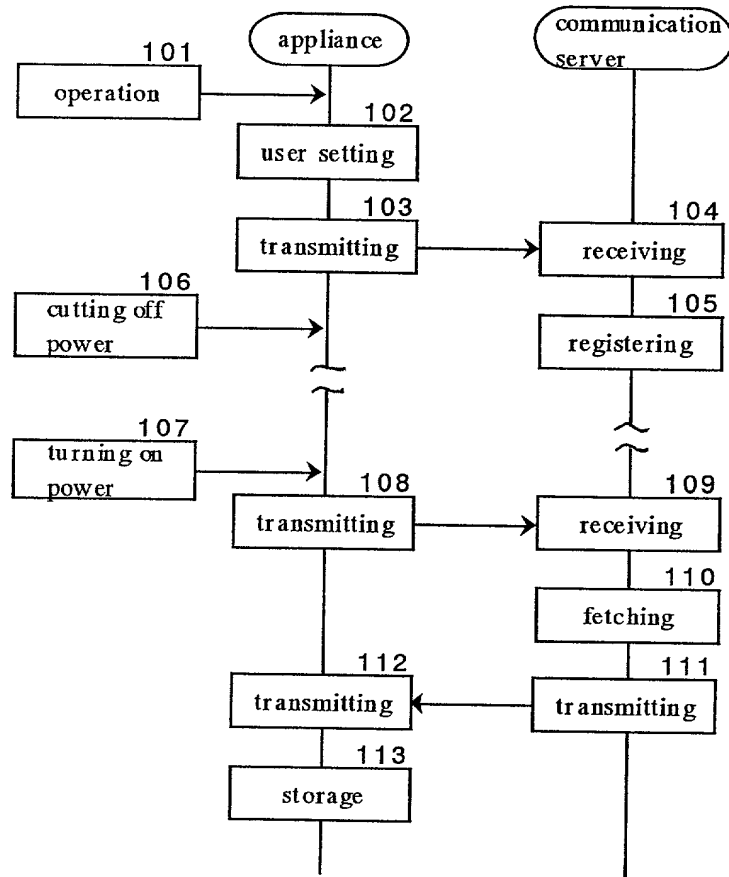 appliance
communication
server
101
operation
102
user setting
103
transmitting
104
receiving
105
registering
106
cutting off
power
107
turning on
power
108
transmitting
109
receiving
110
fetching
111
transmitting
112
transmitting
113
storage